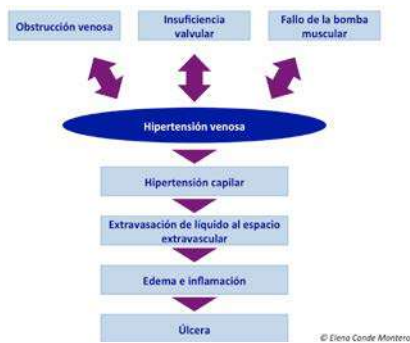 Obstrucción venosa
Insuficiencia
valvular
Fallo de la bomba
muscular
Hipertensión venosa
Hipertensión capilar
Extravasación de líquido al espacio
extravascular
Edema e inflamación
Úlcera
© Elena Conde Montero